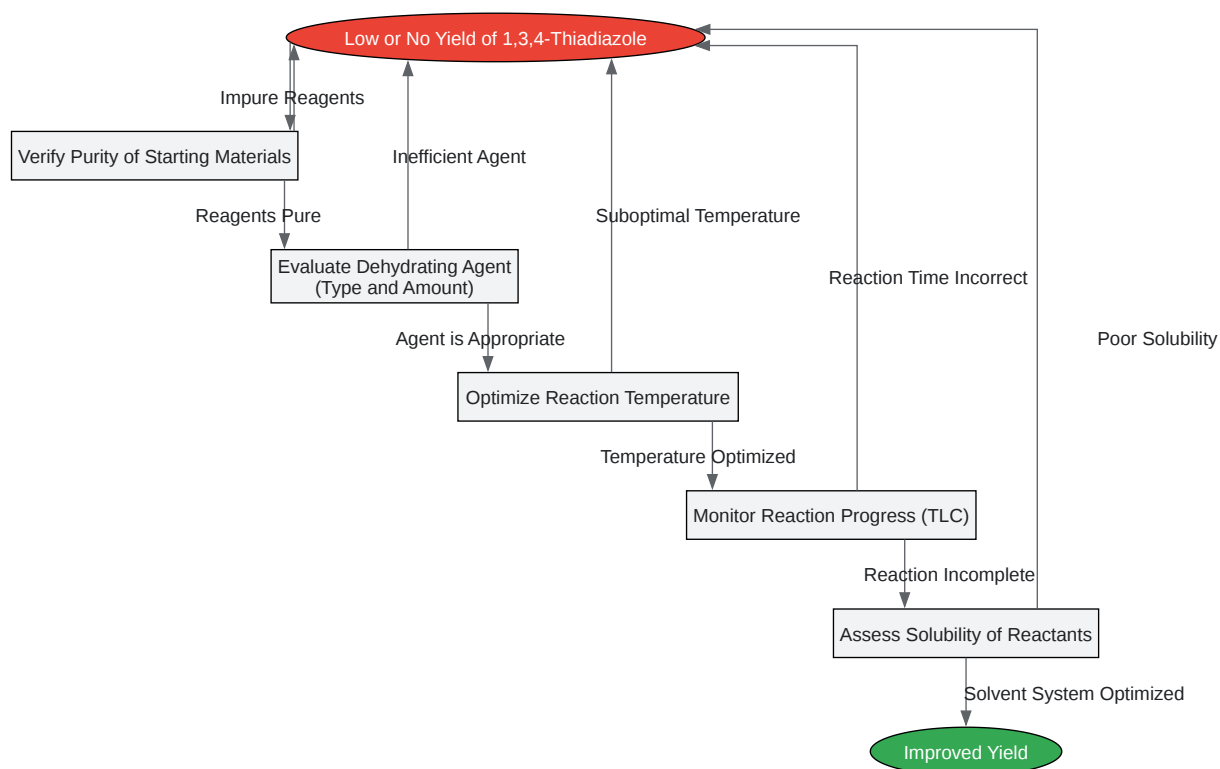 Low or No Yield of 1,3,4-Thiadiazole
Impure Reagents
Verify Purity of Starting Materials
Inefficient Agent
Reagents Pure
Suboptimal Temperature
Evaluate Dehydrating Agent
(Type and Amount)
Reaction Time Incorrect
Agent is Appropriate
Poor Solubility
Optimize Reaction Temperature
Temperature Optimized
Monitor Reaction Progress (TLC)
Reaction Incomplete
Assess Solubility of Reactants
Solvent System Optimized
Improved Yield